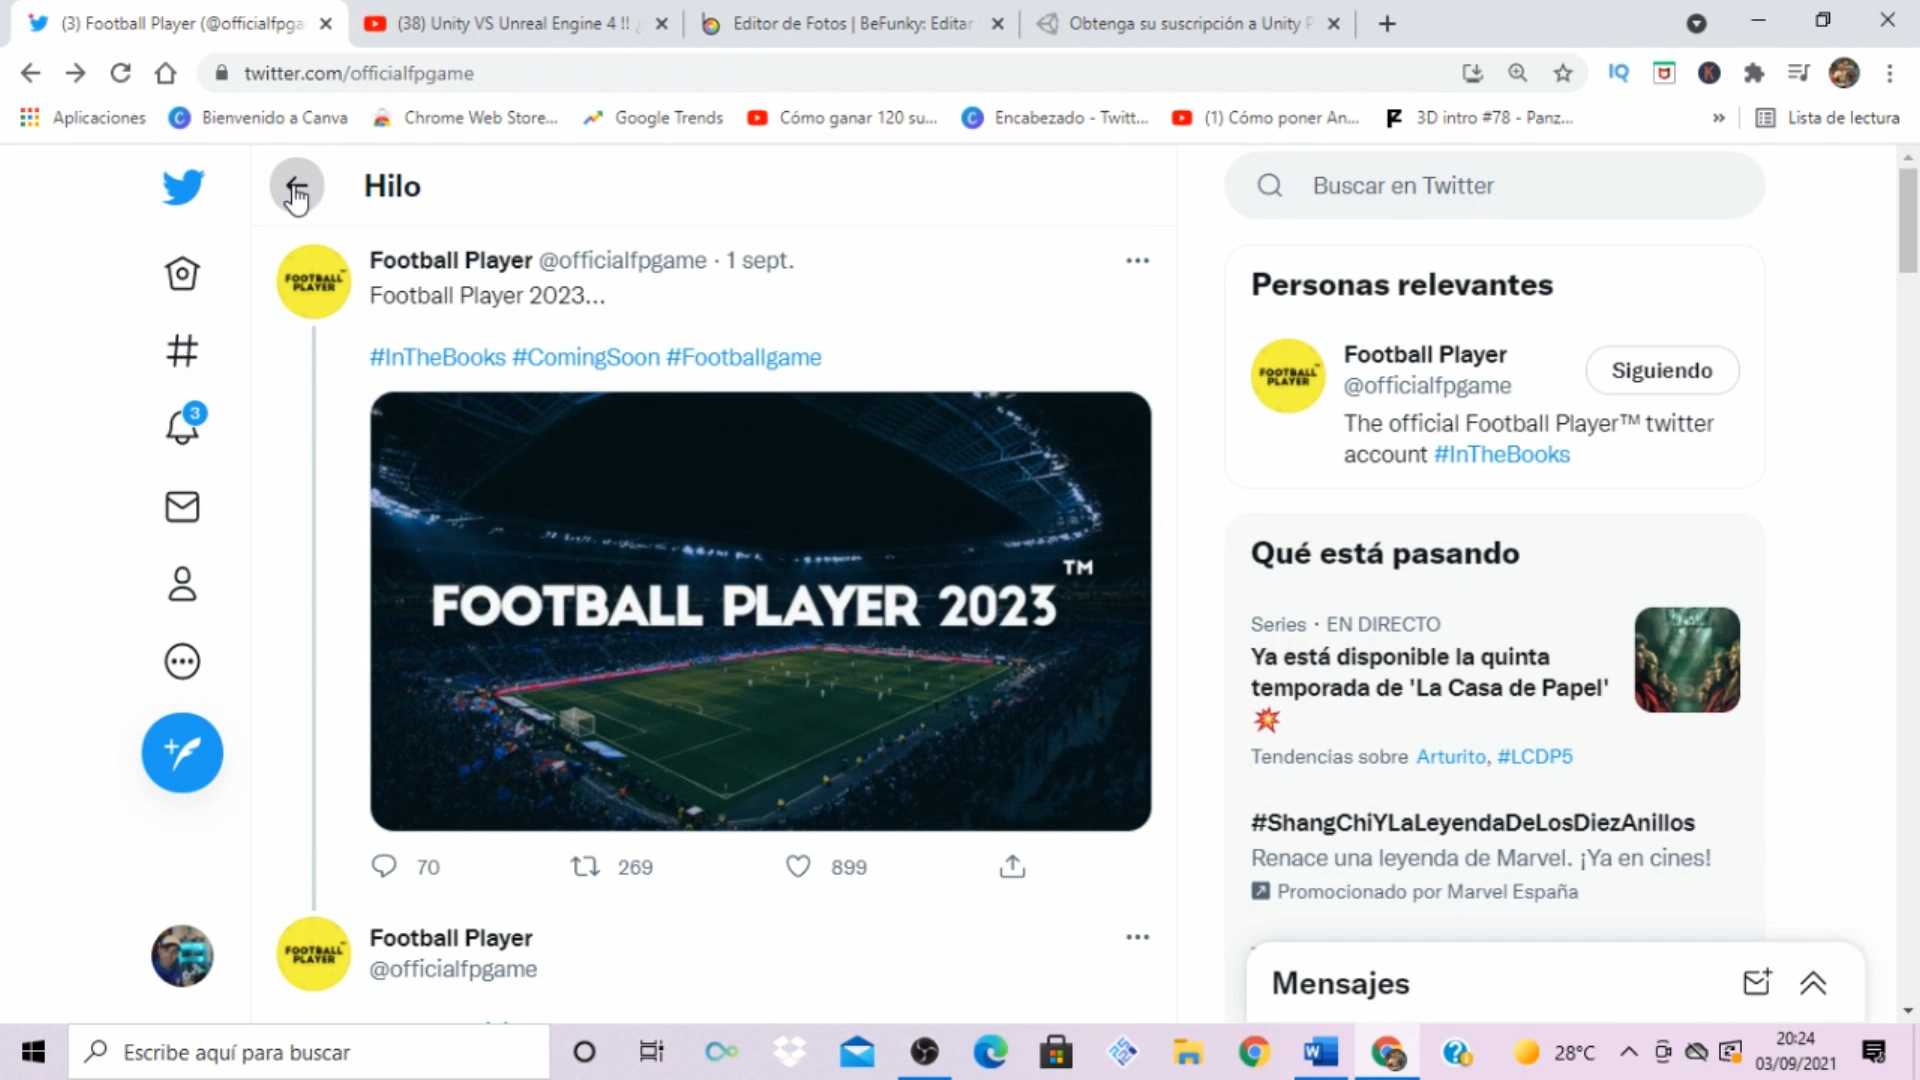 (3) Football Player (@officialfpga
(38) Unity VS Unreal Engine 4 !! ¿
Editor de Fotos | BeFunky: Editar
Obtenga su suscripción a Unity P
twitter.com/officialfpgame
IQ
K
Aplicaciones
Bienvenido a Canva
Chrome Web Store...
Google Trends
Cómo ganar 120 su...
Encabezado - Twitt...
(1) Cómo poner An...
3D intro #78 - Panz...
»
Lista de lectura
Hilo
Buscar en Twitter
FOOTBALL
PLAYER
Football Player @officialfpgame · 1 sept.
Football Player 2023...
#InTheBooks #ComingSoon #Footballgame
FOOTBALL PLAYER 2023™
70
269
899
FOOTBALL
PLAYER
Football Player
@officialfpgame
3
Personas relevantes
FOOTBALL
PLAYER
Football Player
@officialfpgame
Siguiendo
The official Football Player™ twitter
account #InTheBooks
Qué está pasando
Series · EN DIRECTO
Ya está disponible la quinta
temporada de 'La Casa de Papel'
💥
Tendencias sobre Arturito, #LCDP5
#ShangChiYLaLeyendaDeLosDiezAnillos
Renace una leyenda de Marvel. ¡Ya en cines!
Promocionado por Marvel España
Mensajes
Escribe aquí para buscar
28°C
20:24
03/09/2021